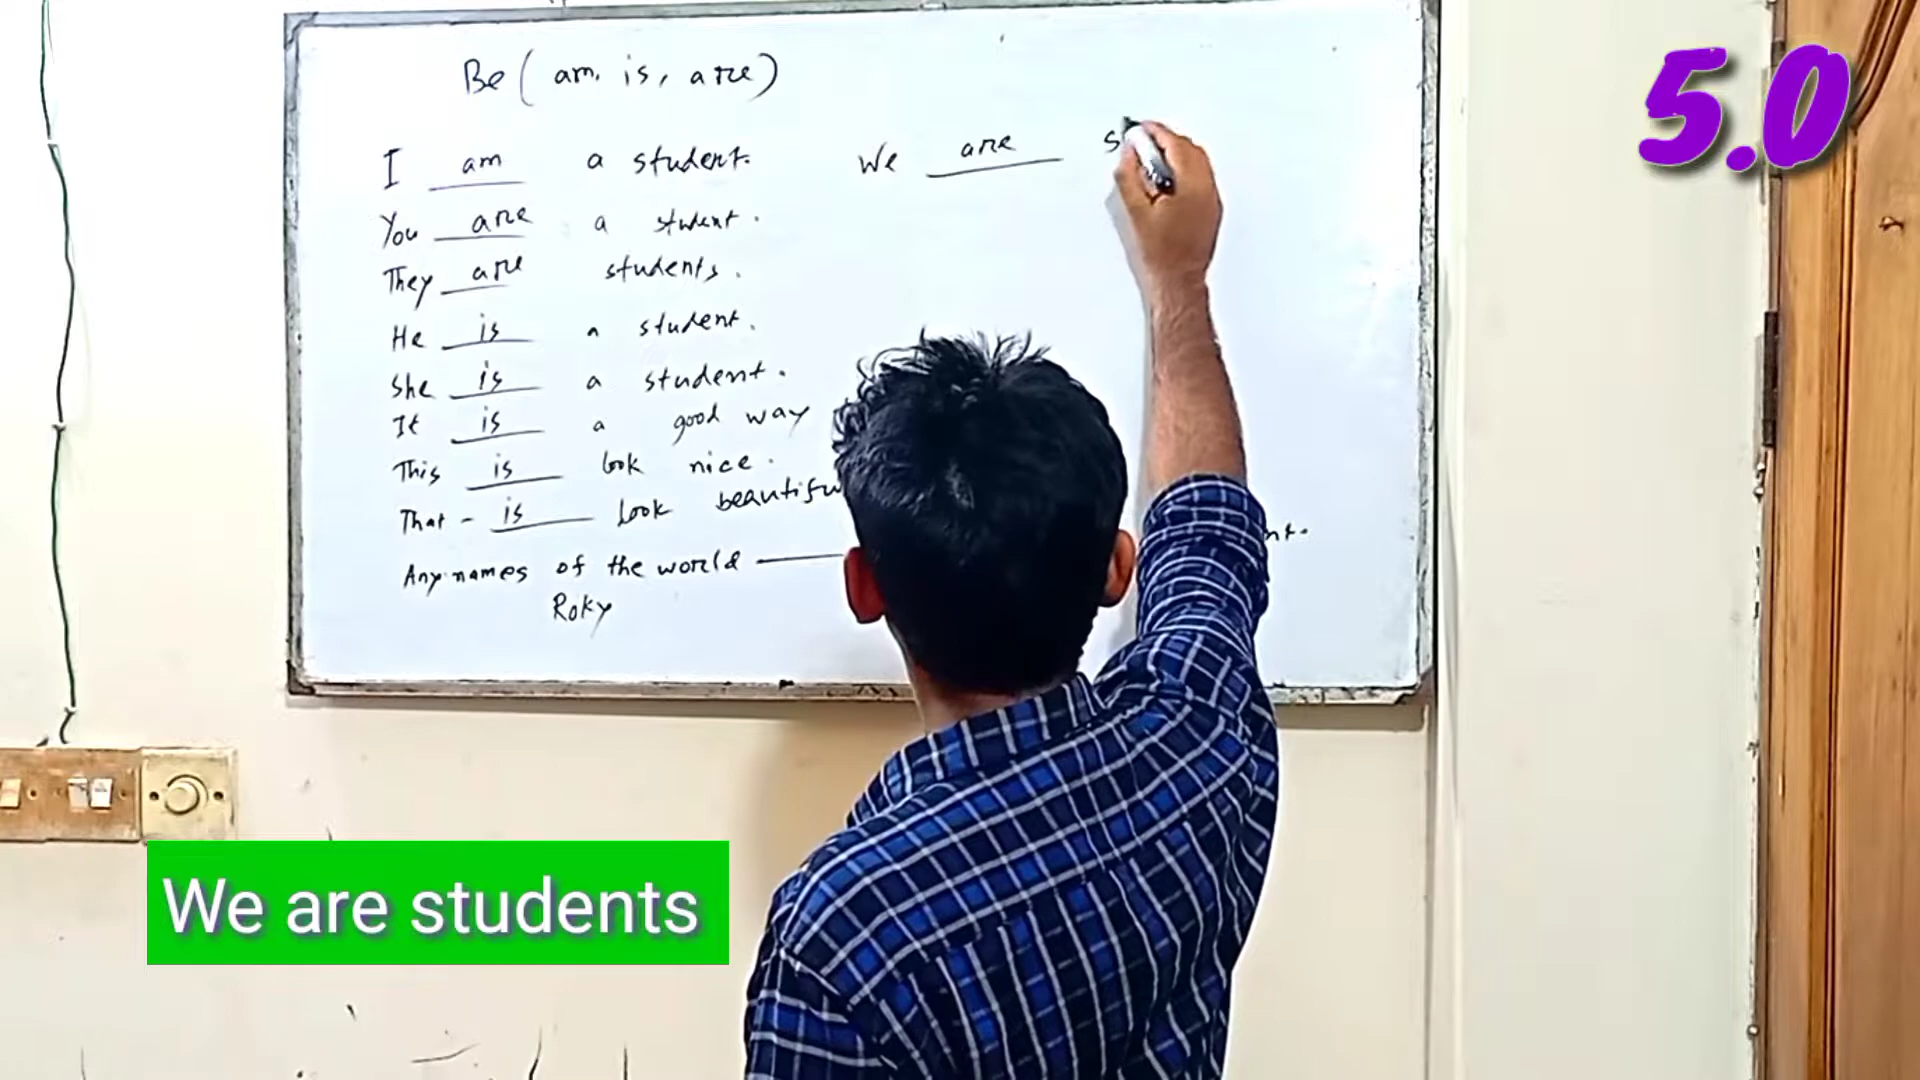 Be ( am, is, are )
I am a student.
You are a student.
They are students.
He is a student.
She is a student.
It is a good way
This is look nice.
That - is look beautifu
Any names of the world
Roky
We are s
nt.
5.0
We are students